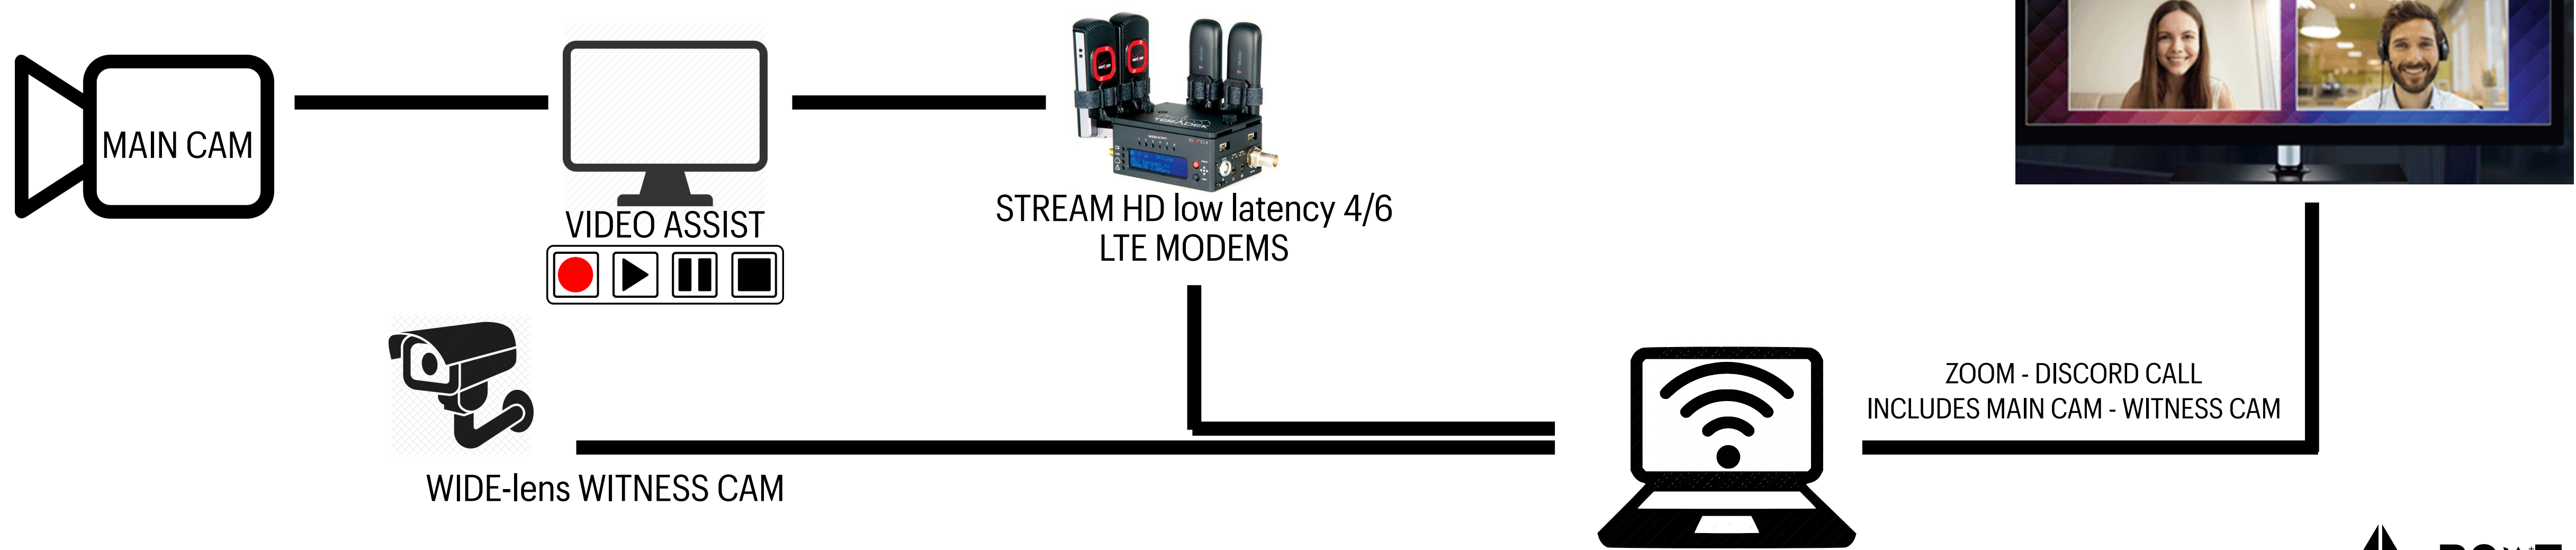 MAIN CAM
VIDEO ASSIST
TERADEK
STREAM HD low latency 4/6
LTE MODEMS
WIDE-lens WITNESS CAM
ZOOM - DISCORD CALL
INCLUDES MAIN CAM - WITNESS CAM